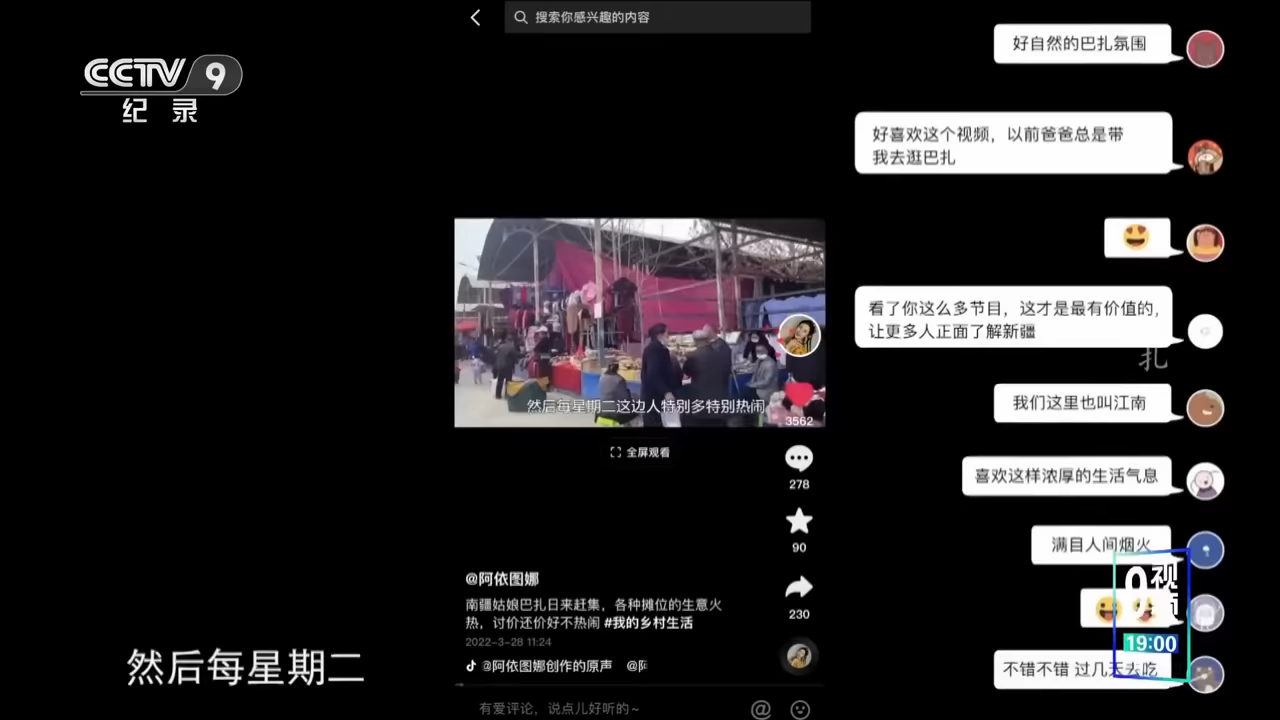 搜索你感兴趣的内容
CCTV 9
纪 录
好自然的巴扎氛围
好喜欢这个视频，以前爸爸总是带
我去逛巴扎
看了你这么多节目，这才是最有价值的，
让更多人正面了解新疆
扎
我们这里也叫江南
然后每星期二这边人特别多特别热闹
3562
全屏观看
278
喜欢这样浓厚的生活气息
90
满目人间烟火
@阿依图娜
南疆姑娘巴扎日来赶集，各种摊位的生意火
热，讨价还价好不热闹 #我的乡村生活
230
2022-3-28 11:24
@阿依图娜创作的原声 @阿
19:00
不错不错 过几天去吃
然后每星期二
有爱评论，说点儿好听的~